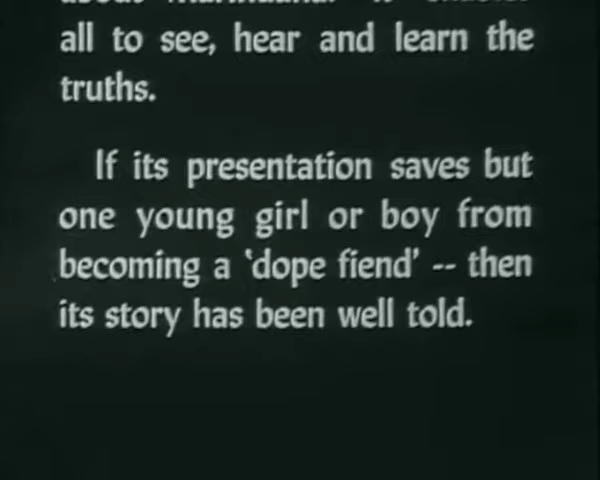 all to see, hear and learn the
truths.
If its presentation saves but
one young girl or boy from
becoming a 'dope fiend' -- then
its story has been well told.